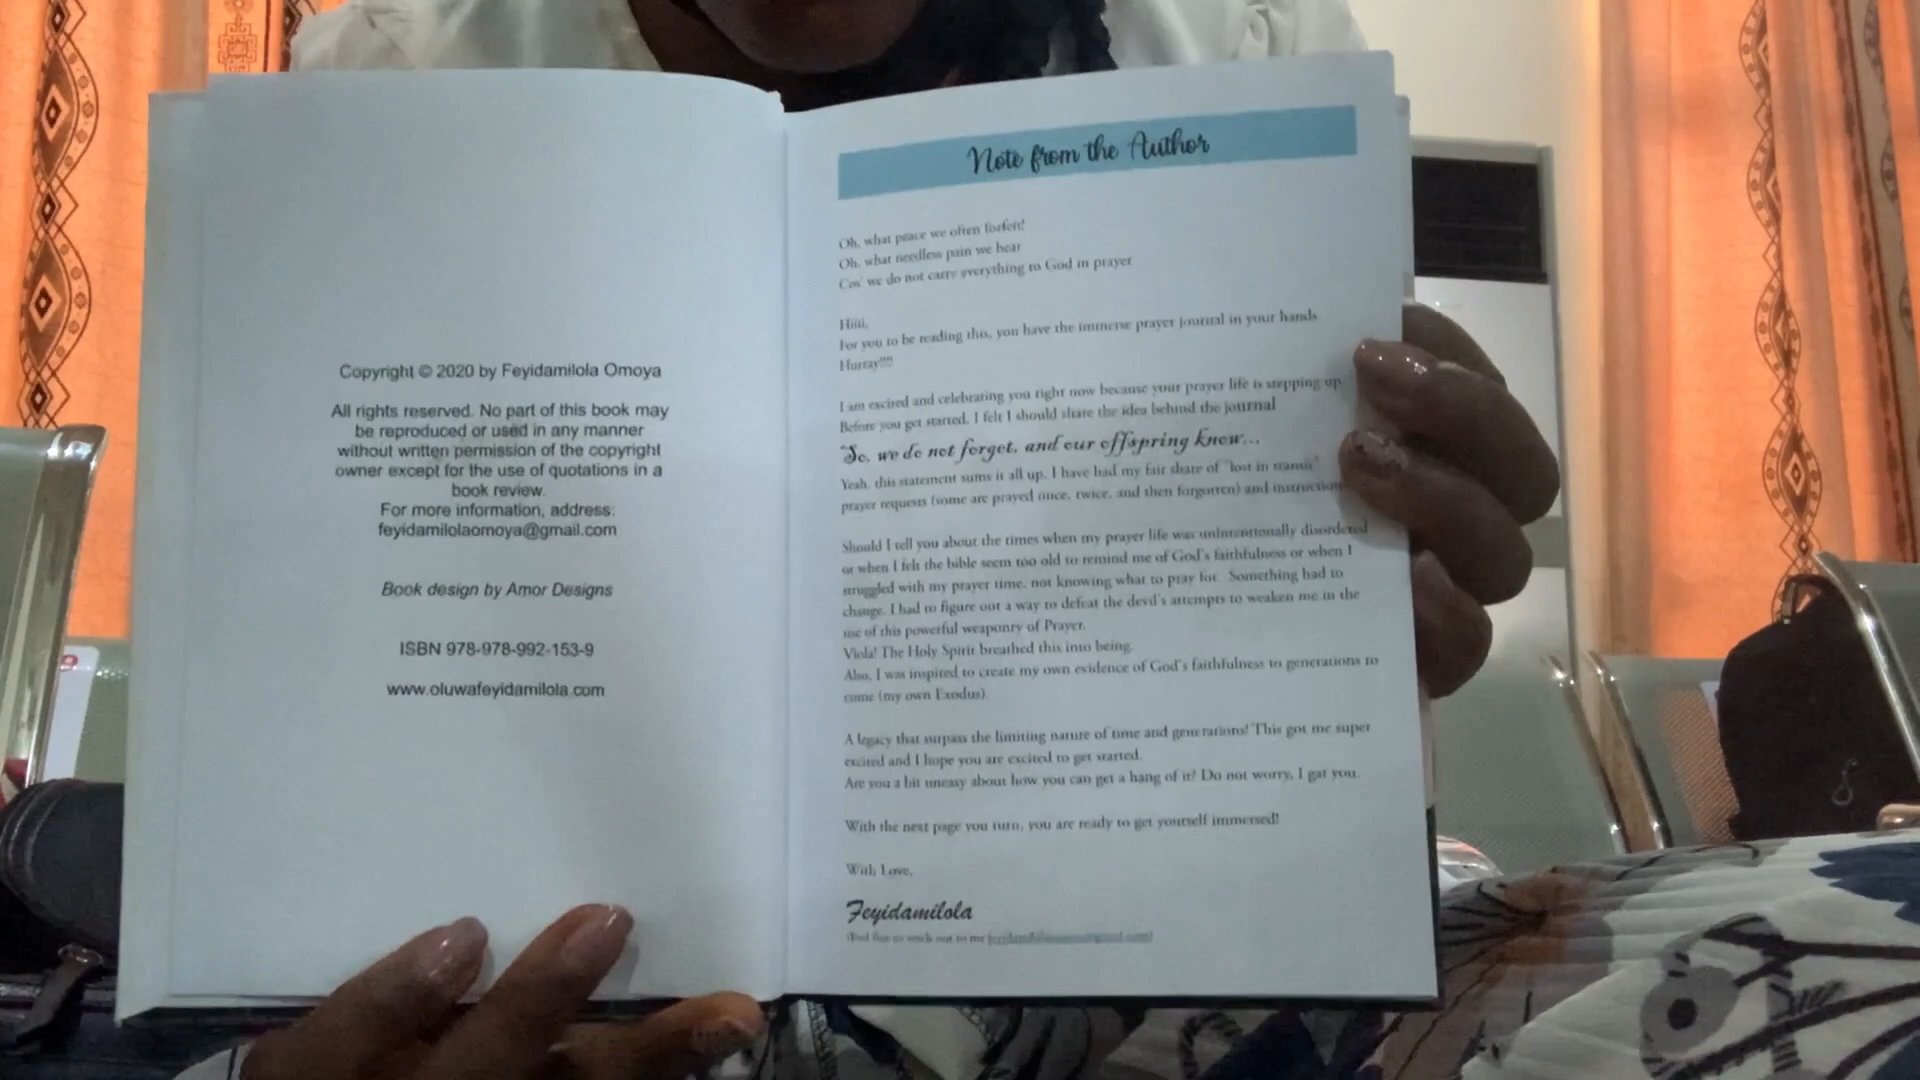 Copyright © 2020 by Feyidamilola Omoya
All rights reserved. No part of this book may
be reproduced or used in any manner
without written permission of the copyright
owner except for the use of quotations in a
book review.
For more information, address:
feyidamilolaomoya@gmail.com
Book design by Amor Designs
ISBN 978-978-992-153-9
www.oluwafeyidamilola.com
Note from the Author
Oh, what peace we often forfeit!
Oh, what needless pain we bear
Cos' we do not carry everything to God in prayer
Hiii,
For you to be reading this, you have the immerse prayer journal in your hands
Hurray!!!!
I am excited and celebrating you right now because your prayer life is stepping up.
Before you get started, I felt I should share the idea behind the journal
"So, we do not forget, and our offspring know...
Yeah, this statement sums it all up. I have had my fair share of "lost in transit"
prayer requests (some are prayed once, twice, and then forgotten) and instruction
Should I tell you about the times when my prayer life was unintentionally disordered
or when I felt the bible seem too old to remind me of God's faithfulness or when I
struggled with my prayer time, not knowing what to pray for. Something had to
change. I had to figure out a way to defeat the devil's attempts to weaken me in the
use of this powerful weaponry of Prayer.
Viola! The Holy Spirit breathed this into being.
Also, I was inspired to create my own evidence of God's faithfulness to generations to
come (my own Exodus).
A legacy that surpass the limiting nature of time and generations! This got me super
excited and I hope you are excited to get started.
Are you a bit uneasy about how you can get a hang of it? Do not worry, I gat you.
With the next page you turn, you are ready to get yourself immersed!
With Love,
Feyidamilola
(Feel free to reach out to me